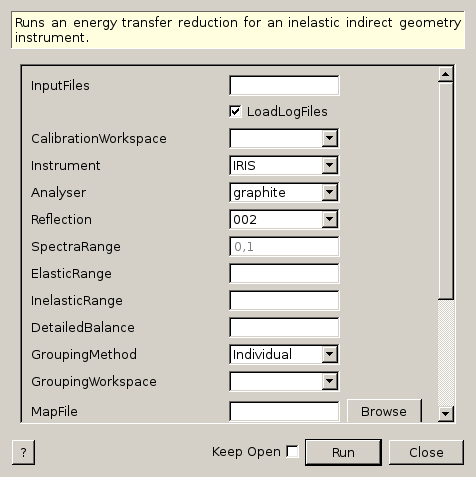 Runs an energy transfer reduction for an inelastic indirect geometry
instrument.
InputFiles
LoadLogFiles
CalibrationWorkspace
Instrument IRIS
Analyser graphite
Reflection 002
SpectraRange 0,1
ElasticRange
InelasticRange
DetailedBalance
GroupingMethod Individual
GroupingWorkspace
MapFile Browse
? Keep Open Run Close